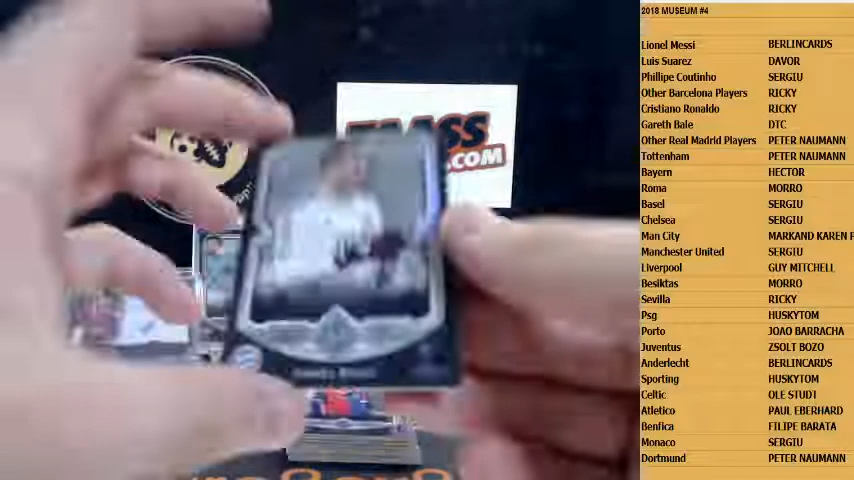 2018 MUSEUM #4
Lionel Messi BERLINCARDS
Luis Suarez DAVOR
Phillipe Coutinho SERGIU
Other Barcelona Players RICKY
Cristiano Ronaldo RICKY
Gareth Bale DTC
Other Real Madrid Players PETER NAUMANN
Tottenham PETER NAUMANN
Bayern HECTOR
Roma MORRO
Basel SERGIU
Chelsea SERGIU
Man City MARKAND KAREN
Manchester United SERGIU
Liverpool GUY MITCHELL
Besiktas MORRO
Sevilla RICKY
Psg HUSKYTOM
Porto JOAO BARRACHA
Juventus ZSOLT BOZO
Anderlecht BERLINCARDS
Sporting HUSKYTOM
Celtic OLE STUDT
Atletico PAUL EBERHARD
Benfica FILIPE BARATA
Monaco SERGIU
Dortmund PETER NAUMANN
.COM